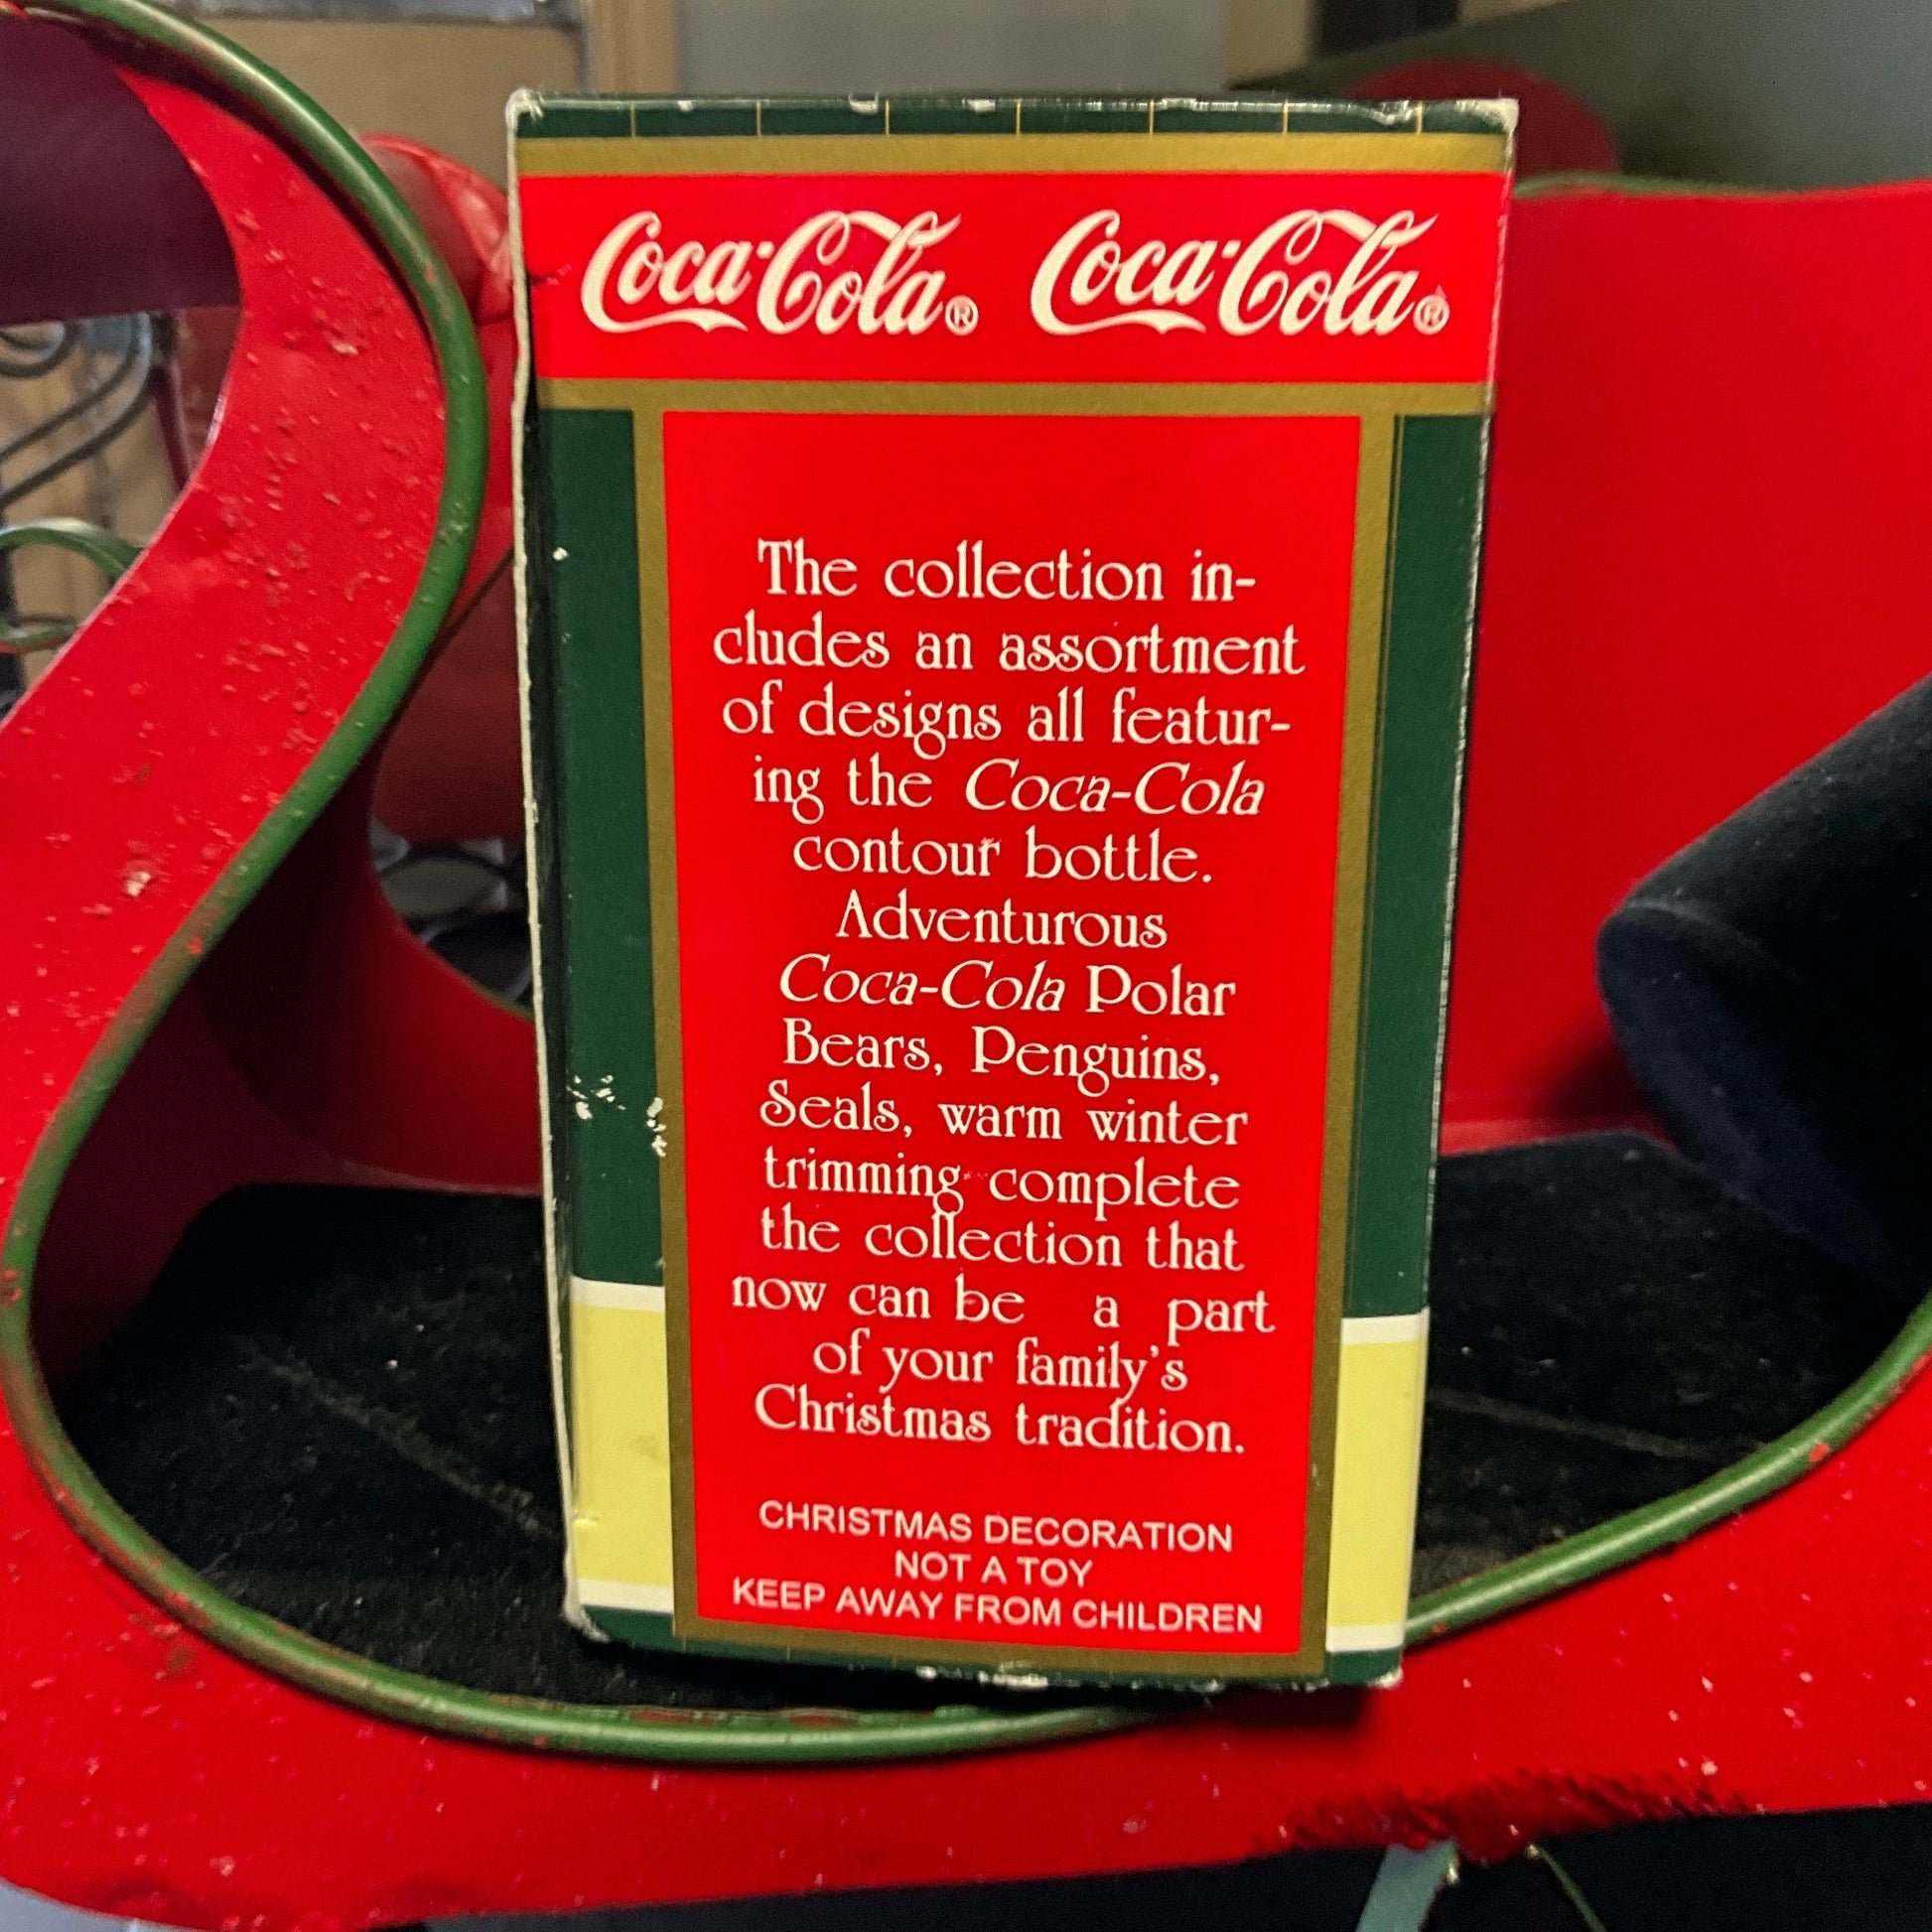 Coca-Cola® Coca-Cola®
The collection in-
cludes an assortment
of designs all featur-
ing the Coca-Cola
contour bottle.
Adventurous
Coca-Cola Polar
Bears, Penguins,
Seals, warm winter
trimming complete
the collection that
now can be a part
of your family's
Christmas tradition.
CHRISTMAS DECORATION
NOT A TOY
KEEP AWAY FROM CHILDREN